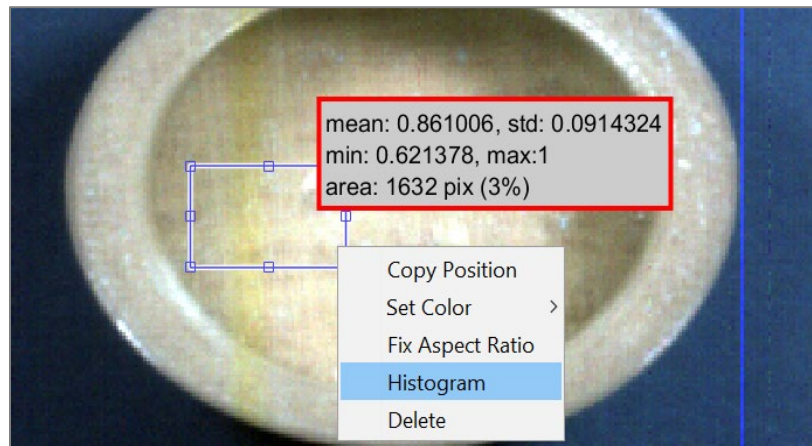 mean: 0.861006, std: 0.0914324
min: 0.621378, max:1
area: 1632 pix (3%)
Copy Position
Set Color
Fix Aspect Ratio
Histogram
Delete